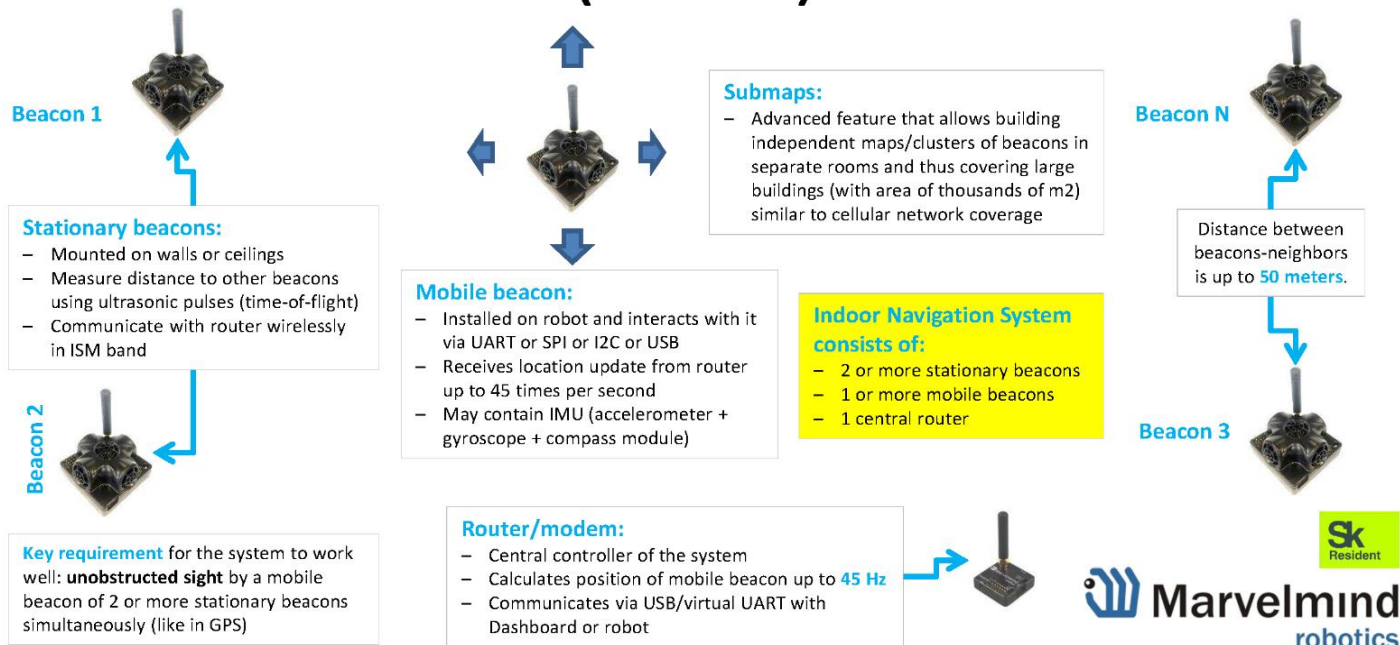 Beacon 1
Stationary beacons:
– Mounted on walls or ceilings
– Measure distance to other beacons
using ultrasonic pulses (time-of-flight)
– Communicate with router wirelessly
in ISM band
Beacon 2
Key requirement for the system to work
well: unobstructed sight by a mobile
beacon of 2 or more stationary beacons
simultaneously (like in GPS)
Mobile beacon:
– Installed on robot and interacts with it
via UART or SPI or I2C or USB
– Receives location update from router
up to 45 times per second
– May contain IMU (accelerometer +
gyroscope + compass module)
Submaps:
– Advanced feature that allows building
independent maps/clusters of beacons in
separate rooms and thus covering large
buildings (with area of thousands of m2)
similar to cellular network coverage
Indoor Navigation System
consists of:
– 2 or more stationary beacons
– 1 or more mobile beacons
– 1 central router
Router/modem:
– Central controller of the system
– Calculates position of mobile beacon up to 45 Hz
– Communicates via USB/virtual UART with
Dashboard or robot
Beacon N
Distance between
beacons-neighbors
is up to 50 meters.
Beacon 3
Sk
Resident
Marvelmind
robotics